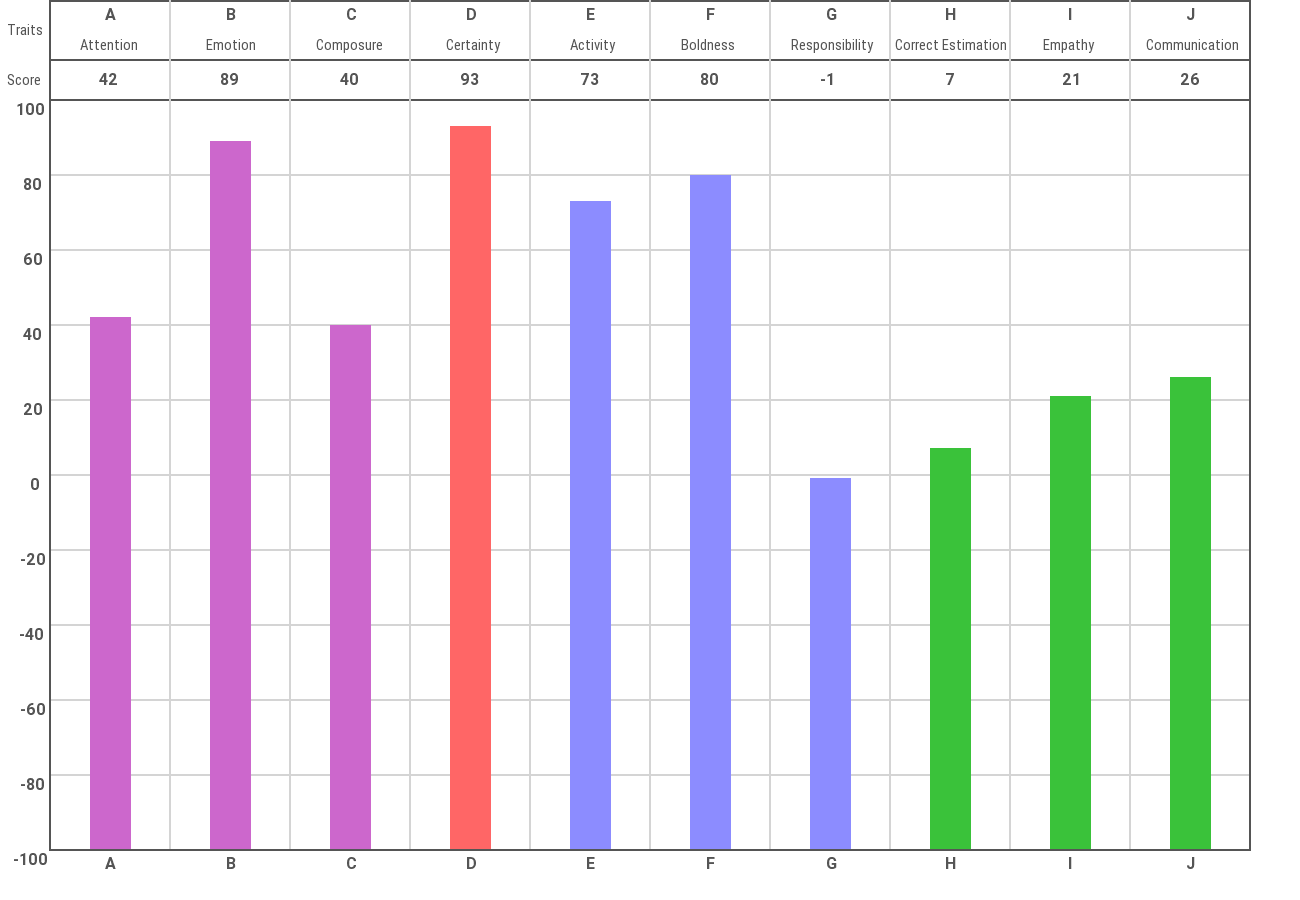 Traits A B C D E F G H I J
Attention Emotion Composure Certainty Activity Boldness Responsibility Correct Estimation Empathy Communication
Score 42 89 40 93 73 80 -1 7 21 26
100
80
60
40
20
0
-20
-40
-60
-80
-100
A B C D E F G H I J